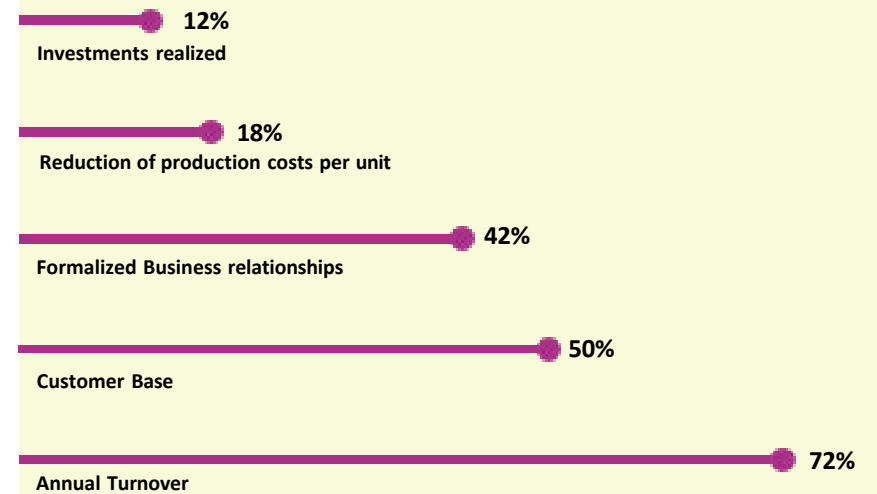 12%
Investments realized
18%
Reduction of production costs per unit
42%
Formalized Business relationships
50%
Customer Base
72%
Annual Turnover